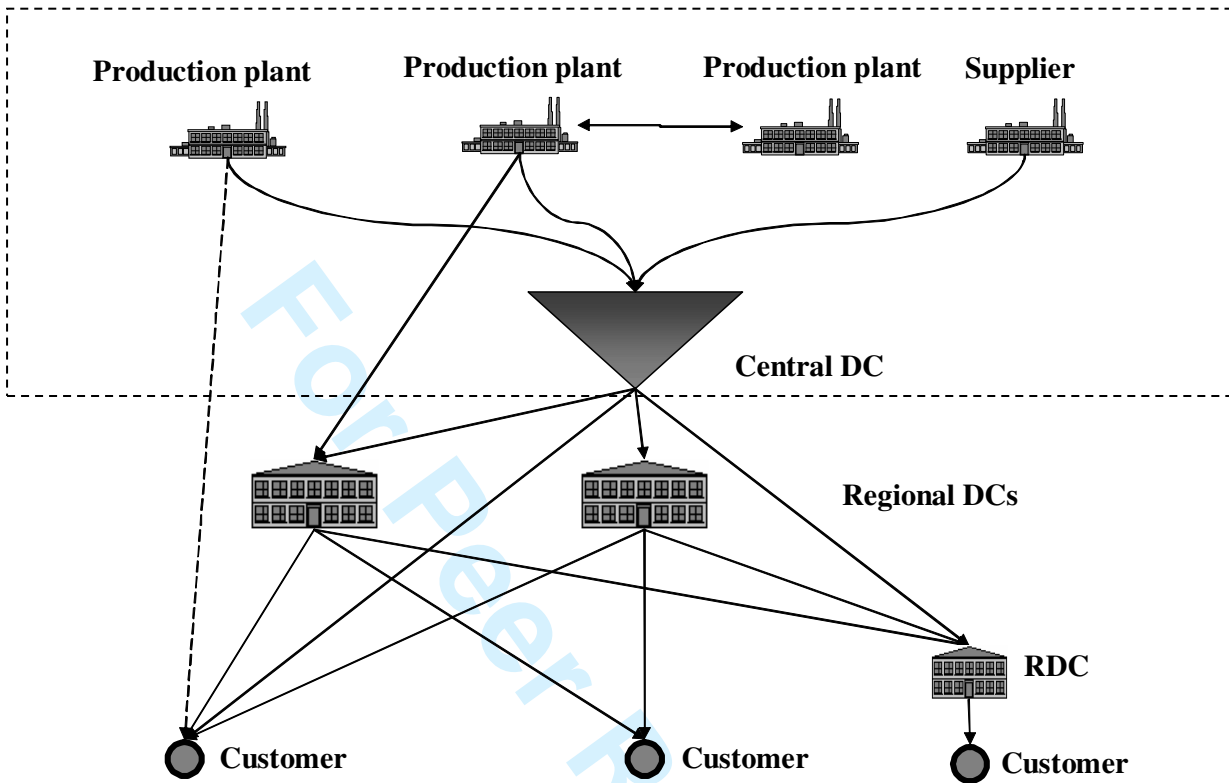 Production plant
Production plant
Production plant
Supplier
Central DC
Regional DCs
RDC
Customer
Customer
Customer
For Peer R